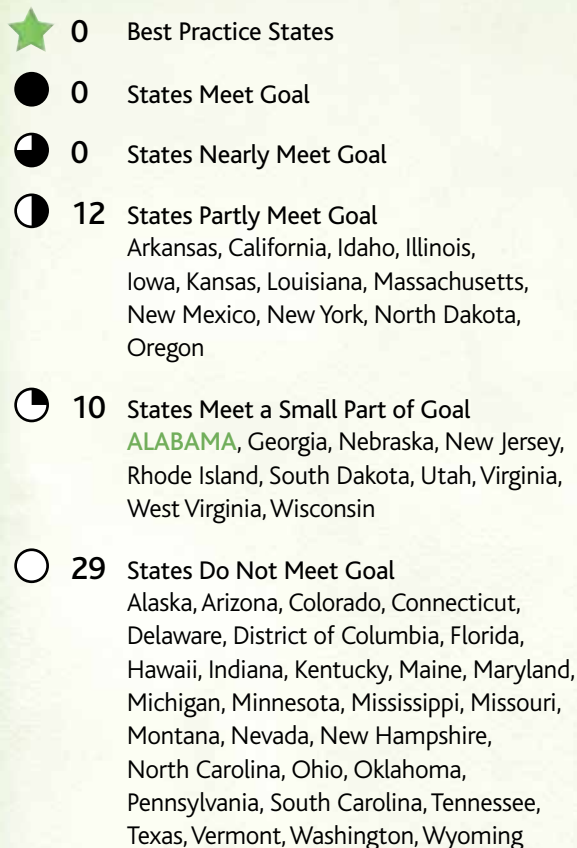 0 Best Practice States
0 States Meet Goal
0 States Nearly Meet Goal
12 States Partly Meet Goal
Arkansas, California, Idaho, Illinois,
Iowa, Kansas, Louisiana, Massachusetts,
New Mexico, New York, North Dakota,
Oregon
10 States Meet a Small Part of Goal
ALABAMA, Georgia, Nebraska, New Jersey,
Rhode Island, South Dakota, Utah, Virginia,
West Virginia, Wisconsin
29 States Do Not Meet Goal
Alaska, Arizona, Colorado, Connecticut,
Delaware, District of Columbia, Florida,
Hawaii, Indiana, Kentucky, Maine, Maryland,
Michigan, Minnesota, Mississippi, Missouri,
Montana, Nevada, New Hampshire,
North Carolina, Ohio, Oklahoma,
Pennsylvania, South Carolina, Tennessee,
Texas, Vermont, Washington, Wyoming